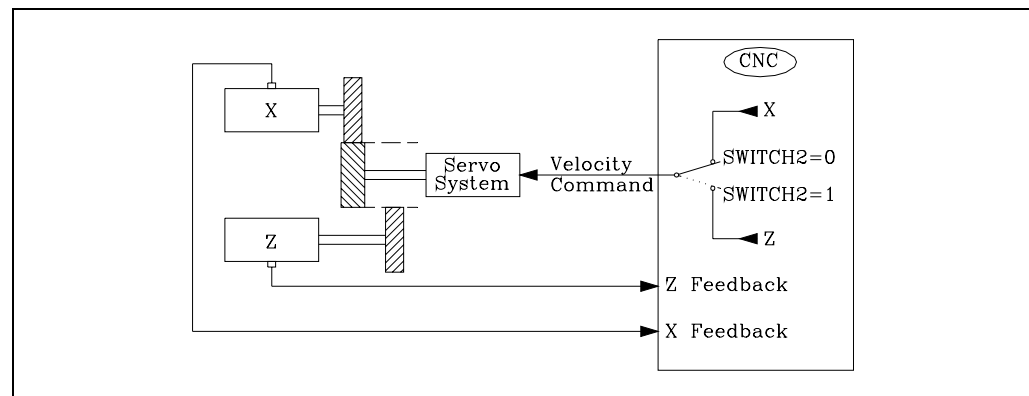 CNC
X
X
SWITCH2=0
Servo
System
Velocity
Command
SWITCH2=1
Z
Z
Z Feedback
X Feedback